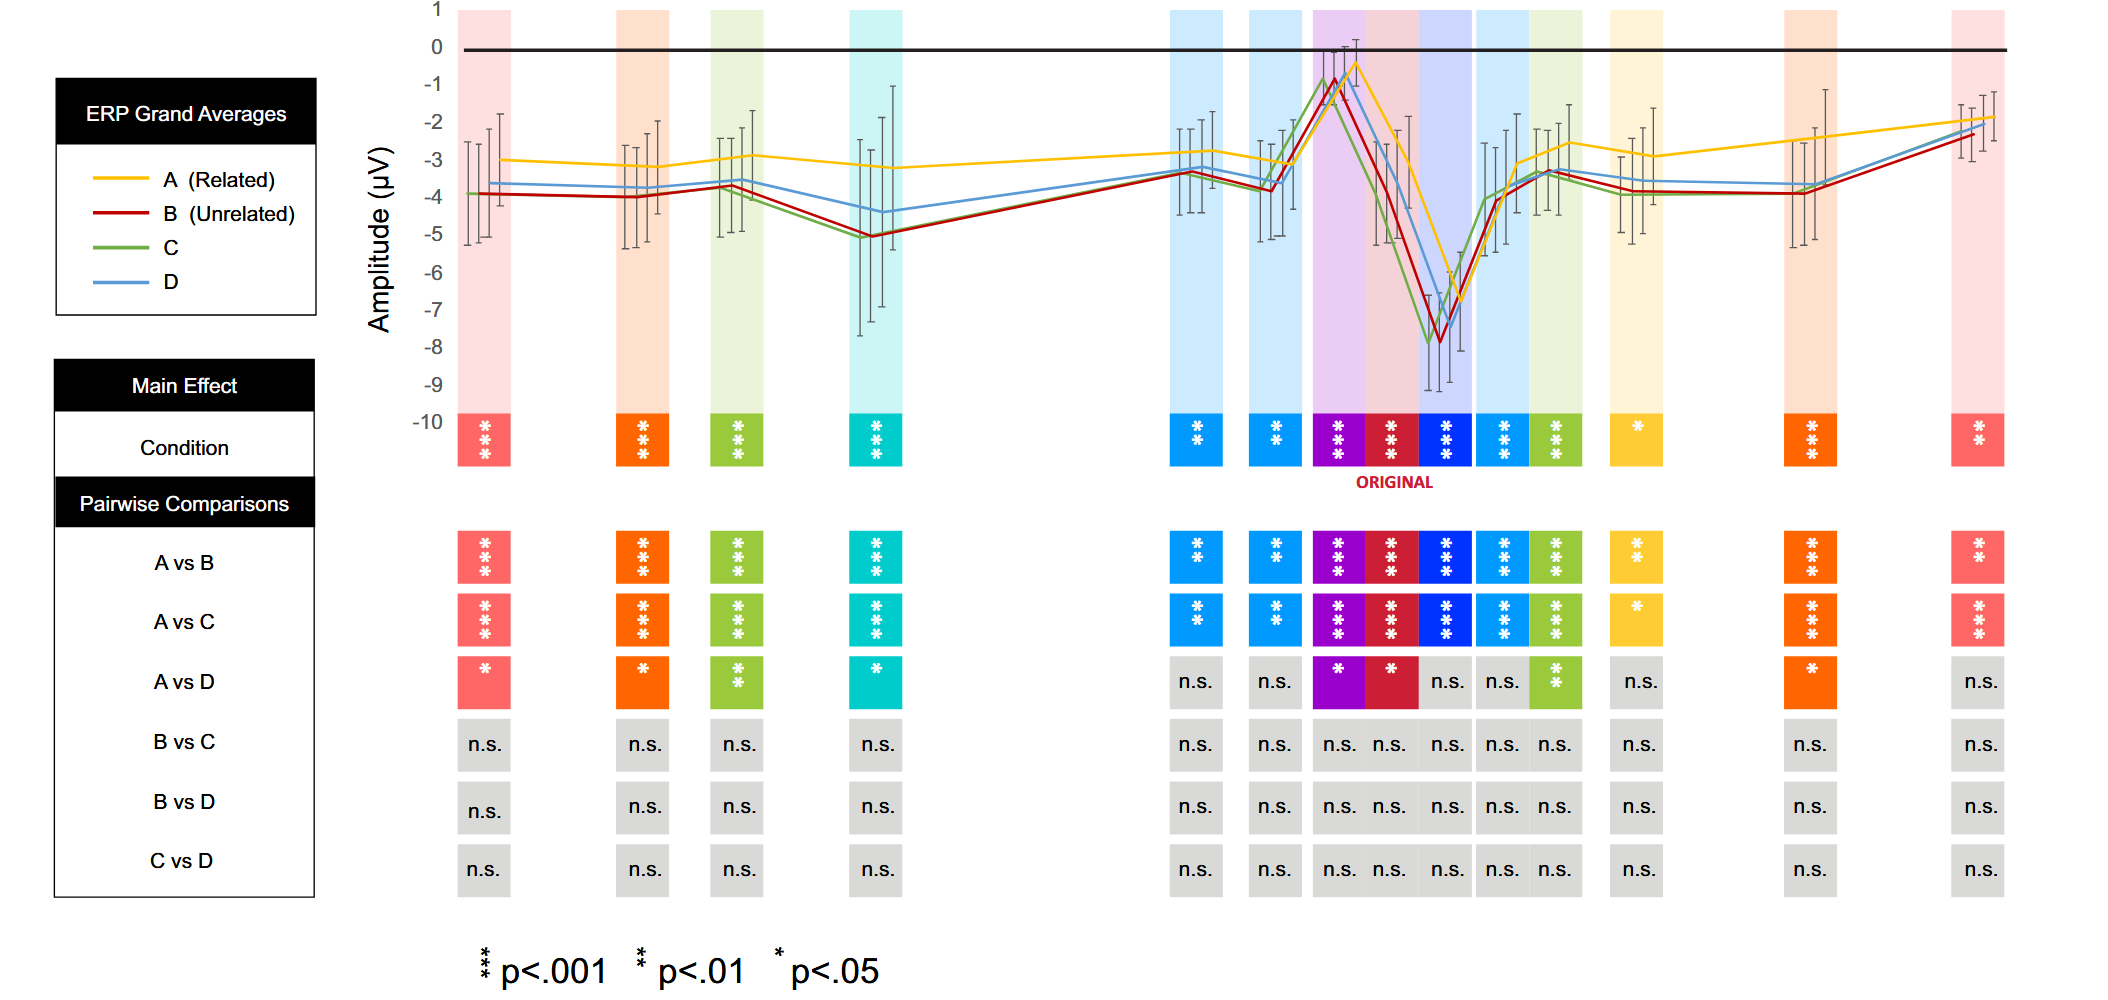 1
0
-1
-2
-3
-4
-5
-6
-7
-8
-9
-10
Amplitude (µV)
ERP Grand Averages
A (Related)
B (Unrelated)
C
D
Main Effect
Condition *** *** *** *** ** ** *** *** *** *** *** * *** **
ORIGINAL
Pairwise Comparisons
A vs B *** *** *** *** ** ** *** *** *** *** *** ** *** **
A vs C *** *** *** *** ** ** *** *** *** *** *** * *** ***
A vs D * * ** * n.s. n.s. * * n.s. n.s. ** n.s. * n.s.
B vs C n.s. n.s. n.s. n.s. n.s. n.s. n.s. n.s. n.s. n.s. n.s. n.s. n.s. n.s.
B vs D n.s. n.s. n.s. n.s. n.s. n.s. n.s. n.s. n.s. n.s. n.s. n.s. n.s. n.s.
C vs D n.s. n.s. n.s. n.s. n.s. n.s. n.s. n.s. n.s. n.s. n.s. n.s. n.s. n.s.
*** p<.001 ** p<.01 * p<.05